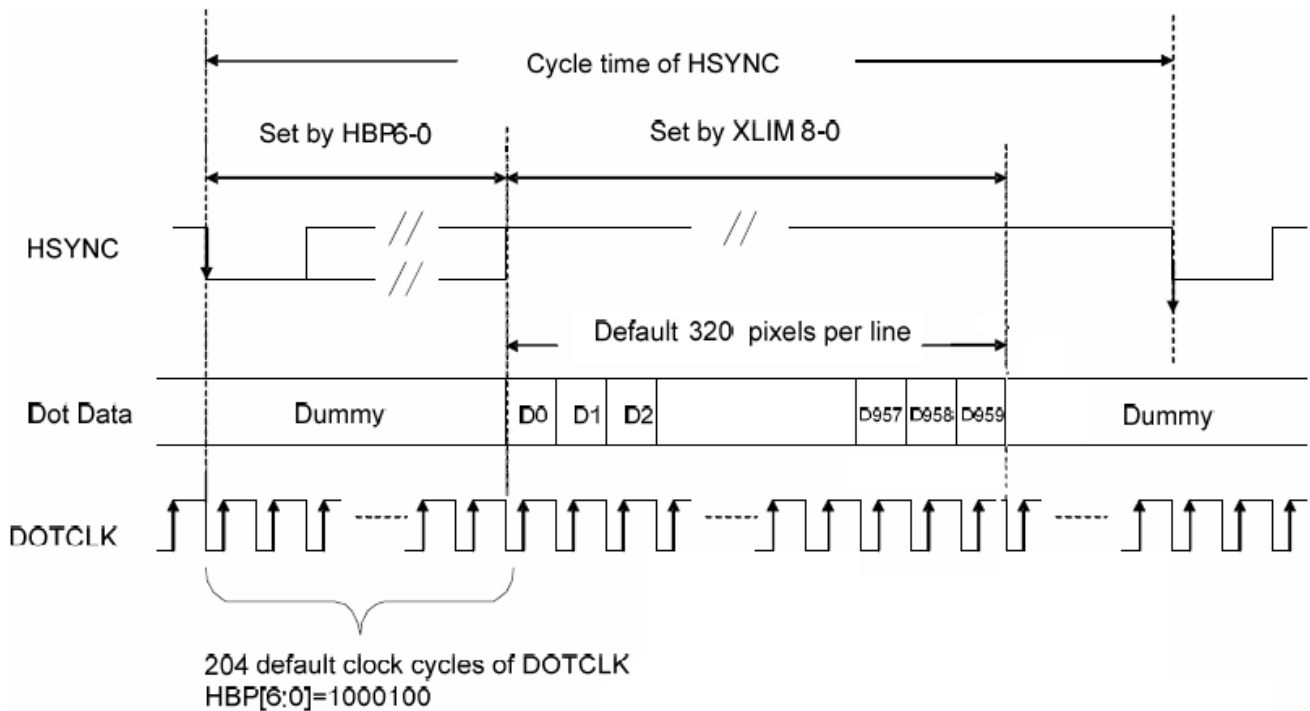 Cycle time of HSYNC
Set by HBP6-0
Set by XLIM 8-0
HSYNC
Default 320 pixels per line
Dot Data
Dummy
D0
D1
D2
D957
D958
D959
Dummy
DOTCLK
204 default clock cycles of DOTCLK
HBP[6:0]=1000100